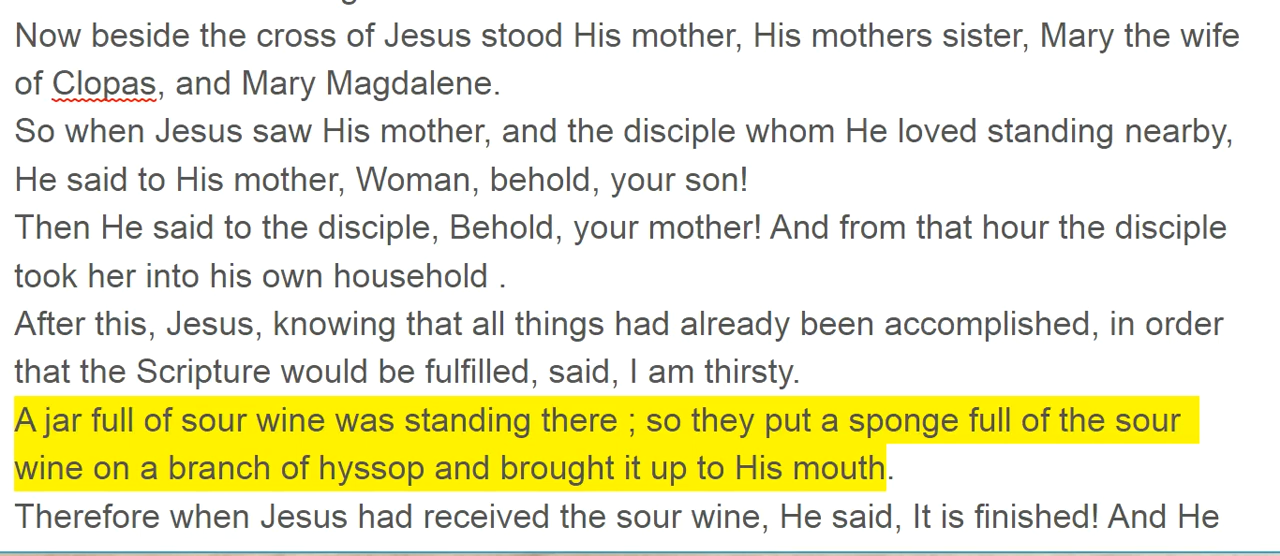 Now beside the cross of Jesus stood His mother, His mothers sister, Mary the wife
of Clopas, and Mary Magdalene.
So when Jesus saw His mother, and the disciple whom He loved standing nearby,
He said to His mother, Woman, behold, your son!
Then He said to the disciple, Behold, your mother! And from that hour the disciple
took her into his own household .
After this, Jesus, knowing that all things had already been accomplished, in order
that the Scripture would be fulfilled, said, I am thirsty.
A jar full of sour wine was standing there ; so they put a sponge full of the sour
wine on a branch of hyssop and brought it up to His mouth.
Therefore when Jesus had received the sour wine, He said, It is finished! And He